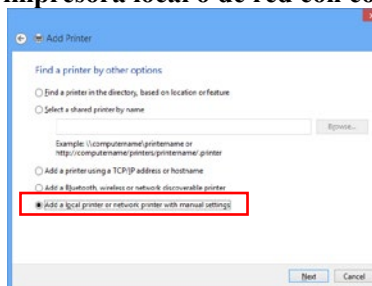 impresora local o de red con co
Add Printer
Find a printer by other options
Find a printer in the directory, based on location or feature
Select a shared printer by name
Browse...
Example: \\computername\printername or
http://computername/printers/printername/.printer
Add a printer using a TCP/IP address or hostname
Add a Bluetooth, wireless or network discoverable printer
Add a local printer or network printer with manual settings
Next Cancel